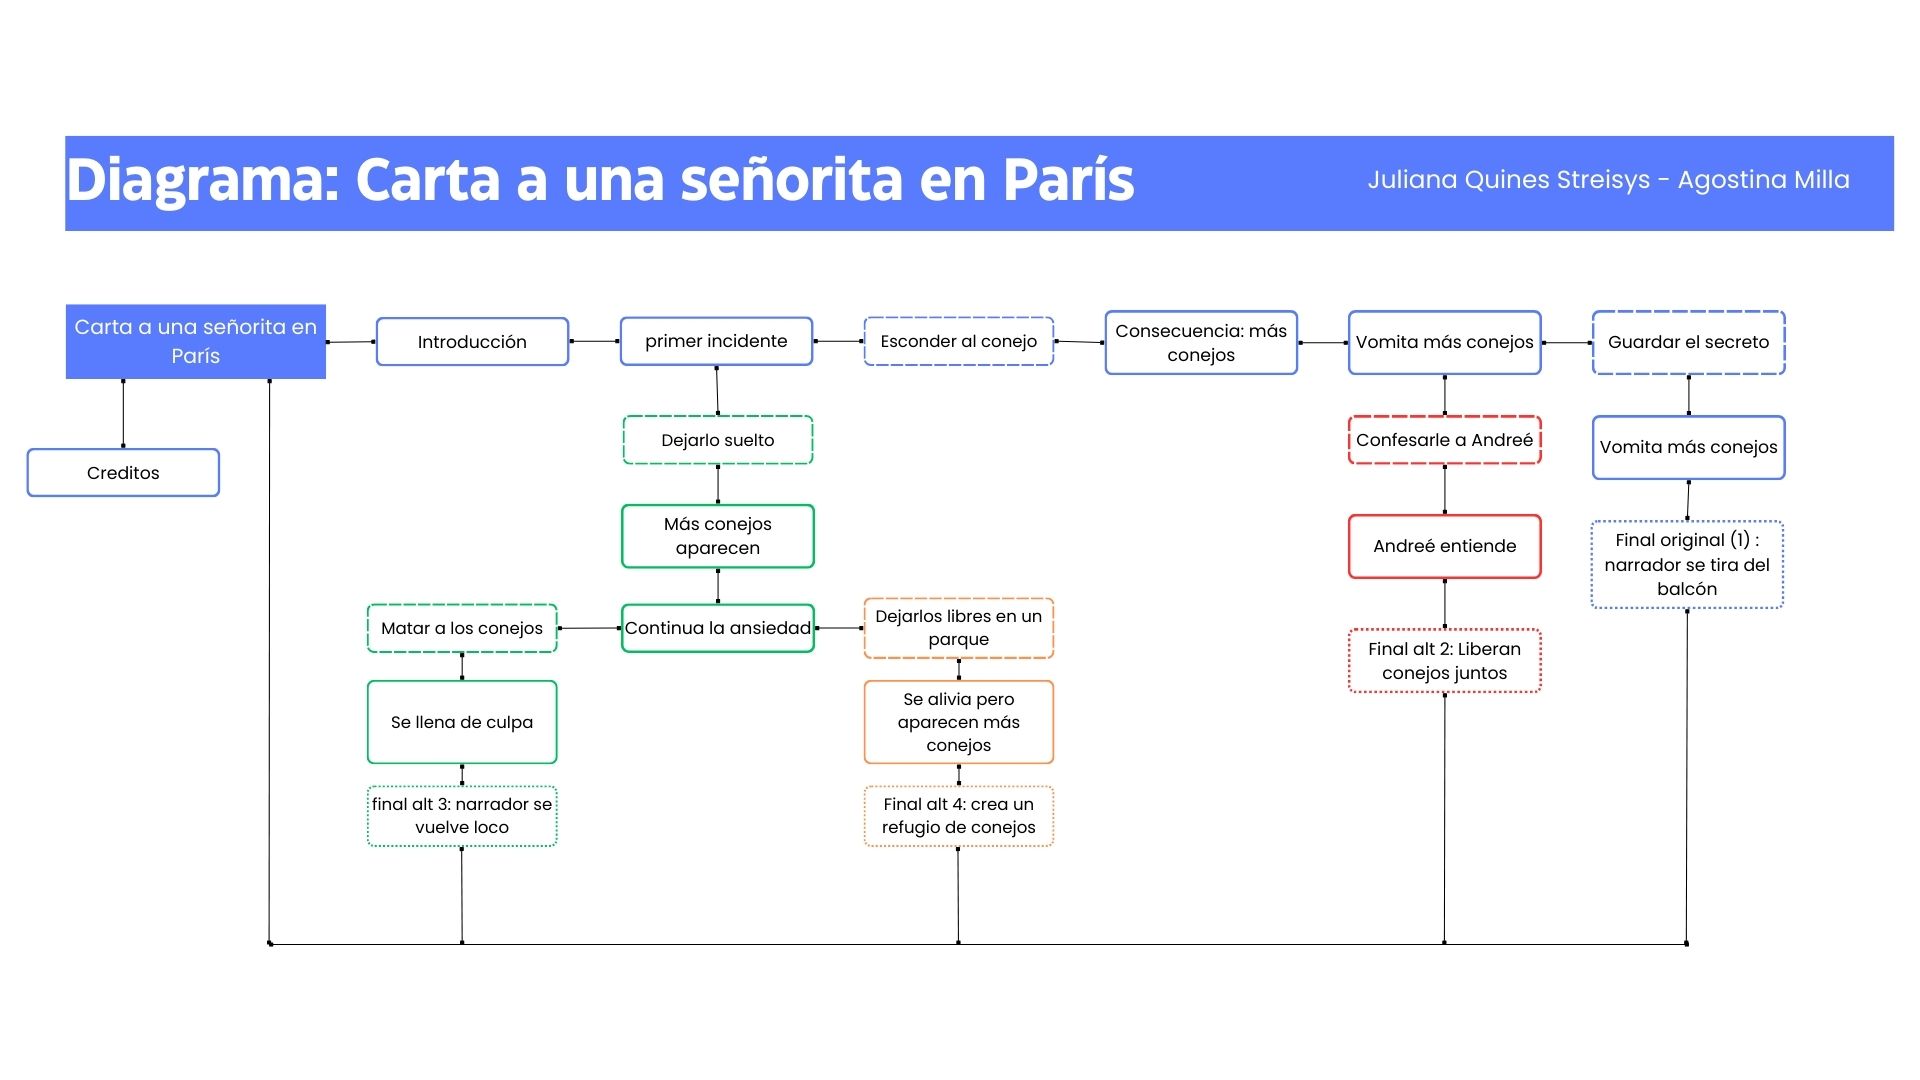 Diagrama: Carta a una señorita en París
Juliana Quines Streisys - Agostina Milla
Carta a una señorita en
París
Introducción
primer incidente
Esconder al conejo
Consecuencia: más
conejos
Vomita más conejos
Guardar el secreto
Creditos
Dejarlo suelto
Confesarle a Andreé
Vomita más conejos
Más conejos
aparecen
Andreé entiende
Final original (1) :
narrador se tira del
balcón
Matar a los conejos
Continua la ansiedad
Dejarlos libres en un
parque
Final alt 2: Liberan
conejos juntos
Se llena de culpa
Se alivia pero
aparecen más
conejos
final alt 3: narrador se
vuelve loco
Final alt 4: crea un
refugio de conejos